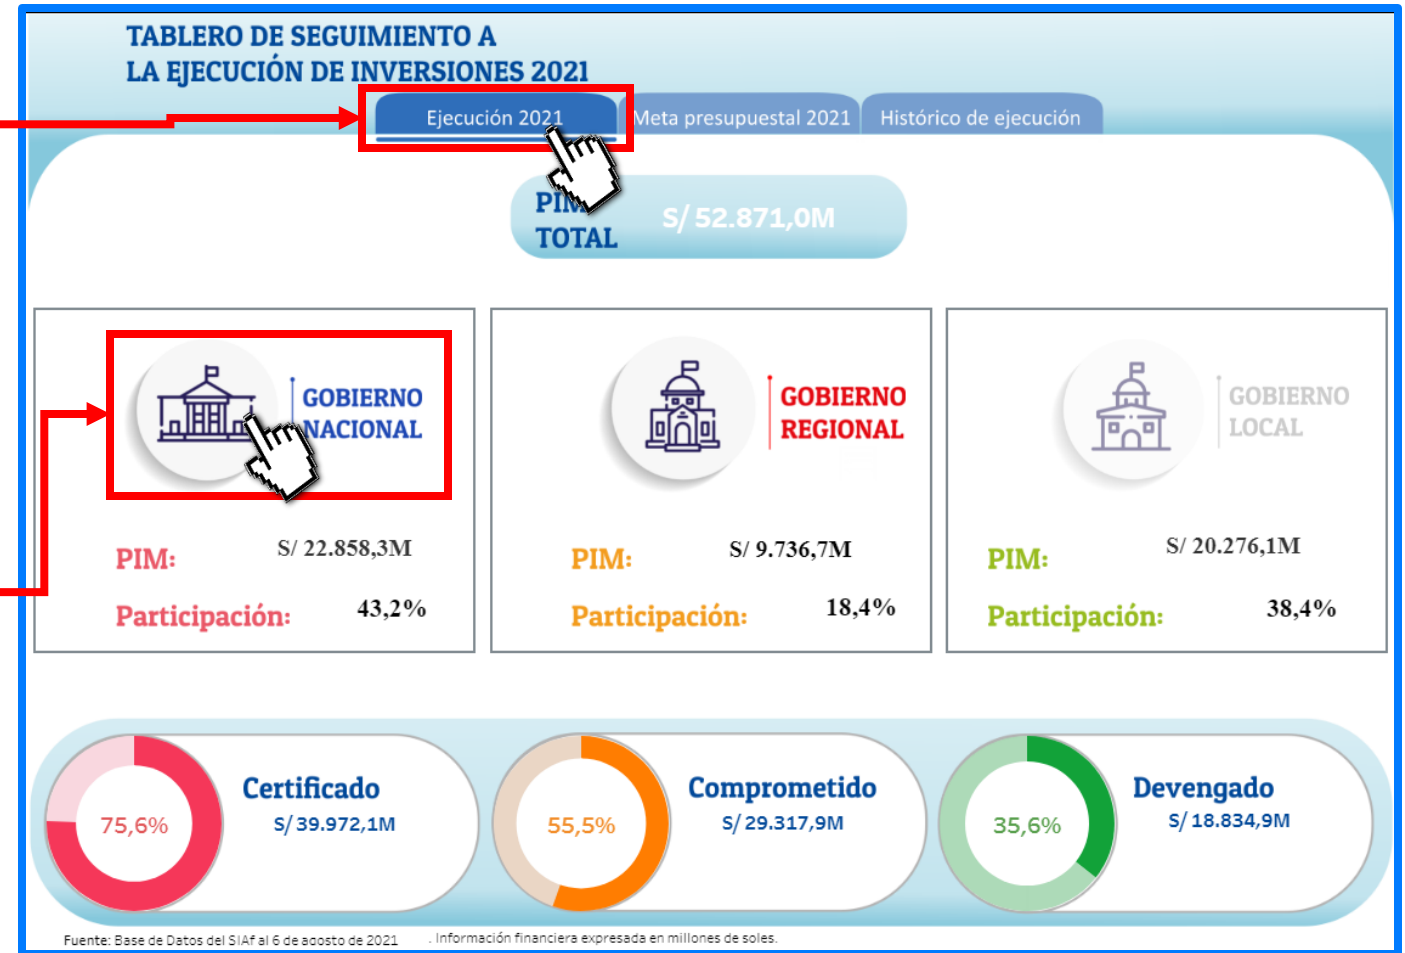 TABLERO DE SEGUIMIENTO A
LA EJECUCIÓN DE INVERSIONES 2021
Ejecución 2021
Meta presupuestal 2021
Histórico de ejecución
PIM
TOTAL
S/ 52.871,0M
GOBIERNO
NACIONAL
PIM:
S/ 22.858,3M
Participación:
43,2%
GOBIERNO
REGIONAL
PIM:
S/ 9.736,7M
Participación:
18,4%
GOBIERNO
LOCAL
PIM:
S/ 20.276,1M
Participación:
38,4%
75,6%
Certificado
S/ 39.972,1M
55,5%
Comprometido
S/ 29.317,9M
35,6%
Devengado
S/ 18.834,9M
Fuente: Base de Datos del SIAf al 6 de agosto de 2021 . Información financiera expresada en millones de soles.